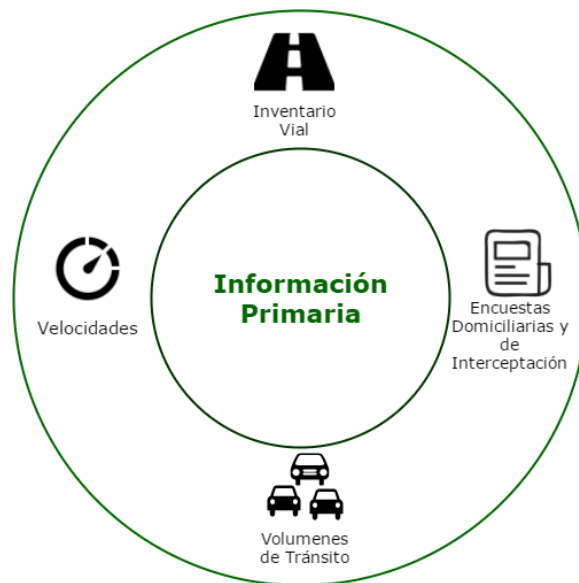 Inventario
Vial
Información
Primaria
Velocidades
Encuestas
Domiciliarias y
de
Interceptación
Volumenes
de Tránsito